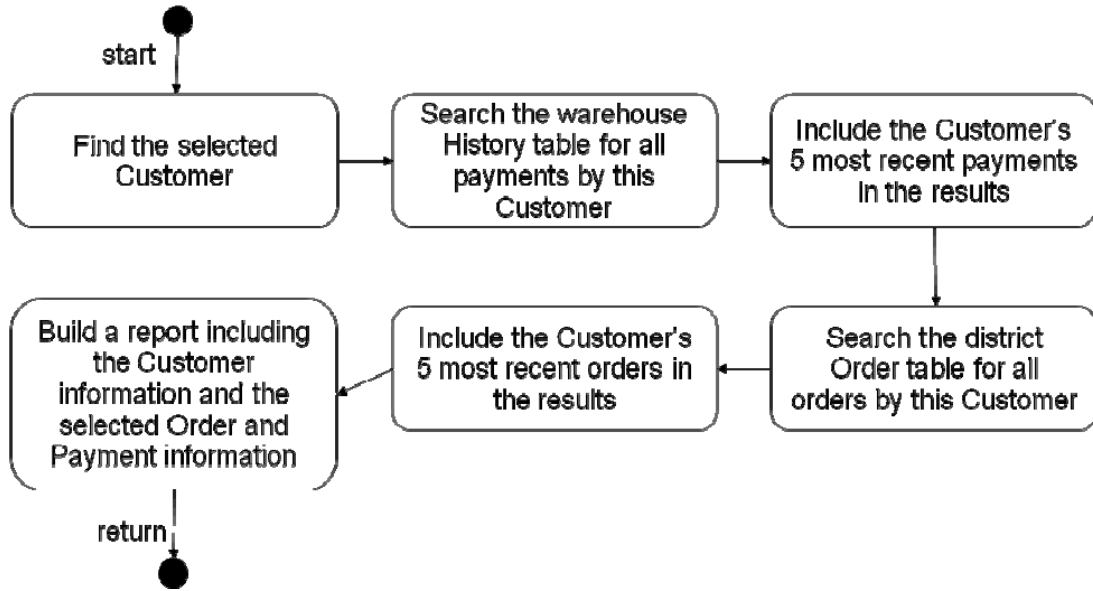 start
Find the selected
Customer
Search the warehouse
History table for all
payments by this
Customer
Include the Customer's
5 most recent payments
in the results
Search the district
Order table for all
orders by this Customer
Include the Customer's
5 most recent orders in
the results
Build a report including
the Customer
information and the
selected Order and
Payment information
return